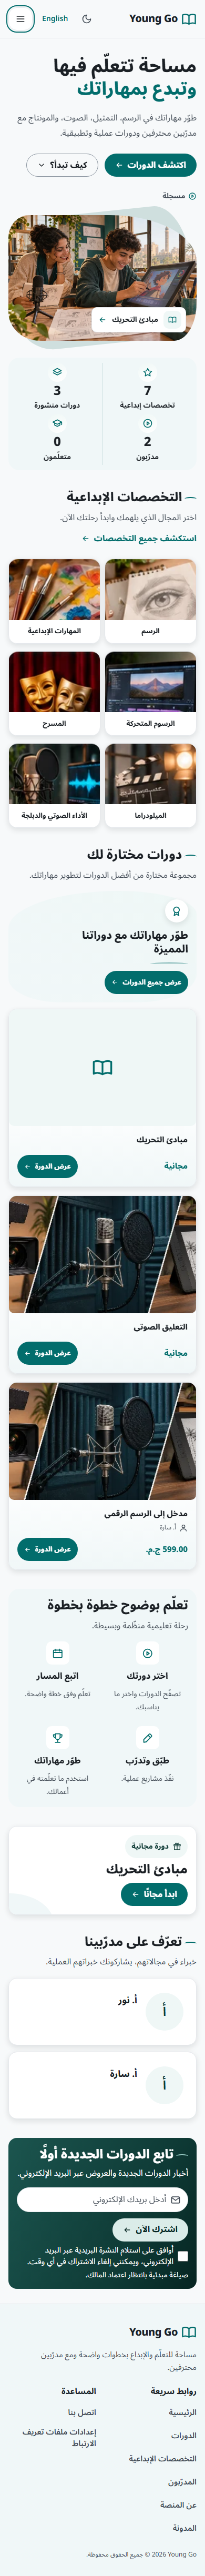 Young Go
English
مساحة تتعلّم فيها
وتبدع بمهاراتك
طوّر مهاراتك في الرسم، التمثيل، الصوت، والمونتاج مع
مدرّبين محترفين ودورات عملية وتطبيقية.
اكتشف الدورات
كيف تبدأ؟
مسجلة
مبادئ التحريك
7
تخصصات إبداعية
3
دورات منشورة
2
مدرّبون
0
متعلّمون
التخصصات الإبداعية
اختر المجال الذي يلهمك وابدأ رحلتك الآن.
استكشف جميع التخصصات
الرسم
المهارات الإبداعية
الرسوم المتحركة
المسرح
الميلودراما
الأداء الصوتي والدبلجة
دورات مختارة لك
مجموعة مختارة من أفضل الدورات لتطوير مهاراتك.
طوّر مهاراتك مع دوراتنا
المميزة
عرض جميع الدورات
مبادئ التحريك
مجانية
عرض الدورة
التعليق الصوتي
مجانية
عرض الدورة
مدخل إلى الرسم الرقمي
أ. سارة
599.00 ج.م.
عرض الدورة
تعلّم بوضوح خطوة بخطوة
رحلة تعليمية منظّمة وبسيطة.
اختر دورتك
تصفّح الدورات واختر ما
يناسبك.
اتبع المسار
تعلّم وفق خطة واضحة.
طبّق وتدرّب
نفّذ مشاريع عملية.
طوّر مهاراتك
استخدم ما تعلّمته في
أعمالك.
دورة مجانية
مبادئ التحريك
ابدأ مجانًا
تعرّف على مدرّبينا
خبراء في مجالاتهم، يشاركونك خبراتهم العملية.
أ
أ. نور
أ
أ. سارة
تابع الدورات الجديدة أولًا
أخبار الدورات الجديدة والعروض عبر البريد الإلكتروني.
أدخل بريدك الإلكتروني
اشترك الآن
أوافق على استلام النشرة البريدية عبر البريد
الإلكتروني، ويمكنني إلغاء الاشتراك في أي وقت.
صياغة مبدئية بانتظار اعتماد المالك.
Young Go
مساحة للتعلّم والإبداع بخطوات واضحة ومع مدرّبين
محترفين.
روابط سريعة
الرئيسية
الدورات
التخصصات الإبداعية
المدرّبون
عن المنصة
المدونة
المساعدة
اتصل بنا
إعدادات ملفات تعريف
الارتباط
Young Go 2026 © جميع الحقوق محفوظة.